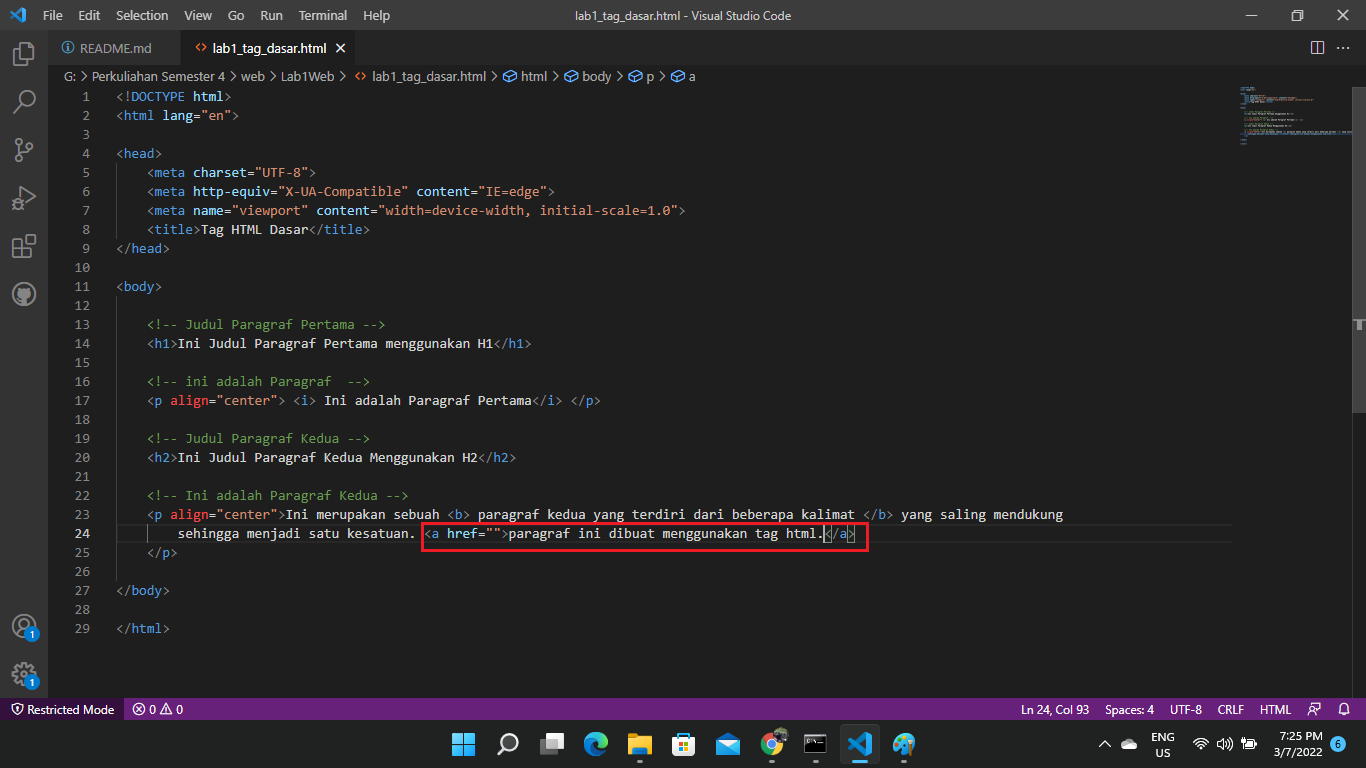 File Edit Selection View Go Run Terminal Help lab1_tag_dasar.html - Visual Studio Code
README.md lab1_tag_dasar.html
G: > Perkuliahan Semester 4 > web > Lab1Web > lab1_tag_dasar.html > html > body > p > a
1 <!DOCTYPE html>
2 <html lang="en">
3
4 <head>
5 <meta charset="UTF-8">
6 <meta http-equiv="X-UA-Compatible" content="IE=edge">
7 <meta name="viewport" content="width=device-width, initial-scale=1.0">
8 <title>Tag HTML Dasar</title>
9 </head>
10
11 <body>
12
13 <!-- Judul Paragraf Pertama -->
14 <h1>Ini Judul Paragraf Pertama menggunakan H1</h1>
15
16 <!-- ini adalah Paragraf  -->
17 <p align="center"> <i> Ini adalah Paragraf Pertama</i> </p>
18
19 <!-- Judul Paragraf Kedua -->
20 <h2>Ini Judul Paragraf Kedua Menggunakan H2</h2>
21
22 <!-- Ini adalah Paragraf Kedua -->
23 <p align="center">Ini merupakan sebuah <b> paragraf kedua yang terdiri dari beberapa kalimat </b> yang saling mendukung
24 sehingga menjadi satu kesatuan. <a href="">paragraf ini dibuat menggunakan tag html.</a>
25 </p>
26
27 </body>
28
29 </html>
1
1
Restricted Mode 0 0 Ln 24, Col 93 Spaces: 4 UTF-8 CRLF HTML
ENG 7:25 PM
US 3/7/2022 6